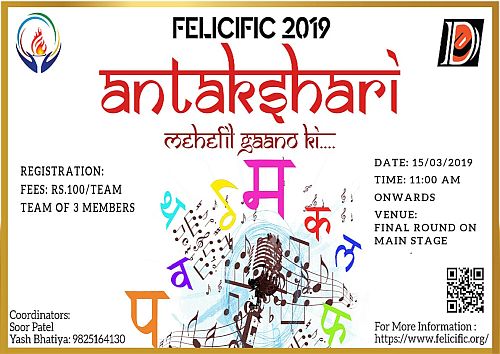 FELICIFIC 2019
antakshari
mehefil gaano ki....
REGISTRATION:
FEES: RS.100/TEAM
TEAM OF 3 MEMBERS
DATE: 15/03/2019
TIME: 11:00 AM
ONWARDS
VENUE:
FINAL ROUND ON
MAIN STAGE
थ
ड
म
क
अ
व
प
फ
Coordinators:
Soor Patel
Yash Bhatiya: 9825164130
For More Information :
https://www.felicific.org/